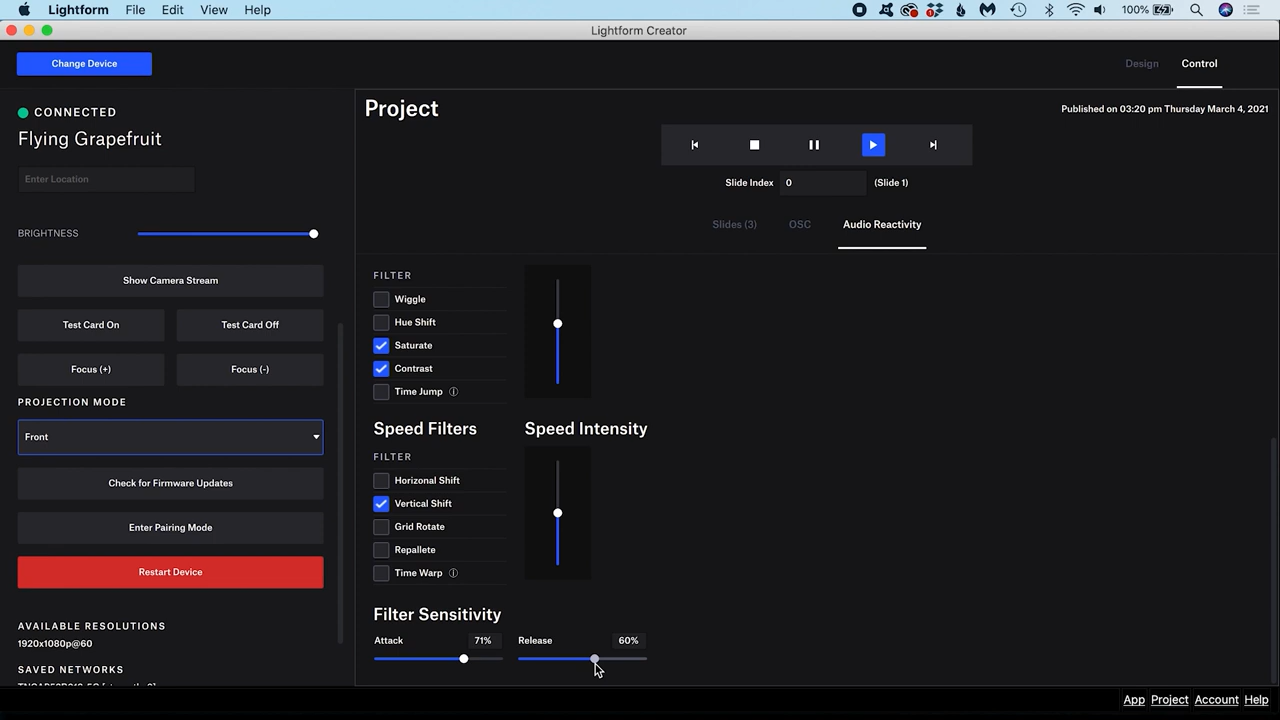 Lightform File Edit View Help 100%
Lightform Creator
Change Device
Design Control
CONNECTED
Flying Grapefruit
Enter Location
BRIGHTNESS
Show Camera Stream
Test Card On Test Card Off
Focus (+) Focus (-)
PROJECTION MODE
Front
Check for Firmware Updates
Enter Pairing Mode
Restart Device
AVAILABLE RESOLUTIONS
1920x1080p@60
SAVED NETWORKS
Project
Published on 03:20 pm Thursday March 4, 2021
Slide Index 0 (Slide 1)
Slides (3) OSC Audio Reactivity
FILTER
Wiggle
Hue Shift
Saturate
Contrast
Time Jump
Speed Filters Speed Intensity
FILTER
Horizonal Shift
Vertical Shift
Grid Rotate
Repallete
Time Warp
Filter Sensitivity
Attack 71% Release 60%
App Project Account Help